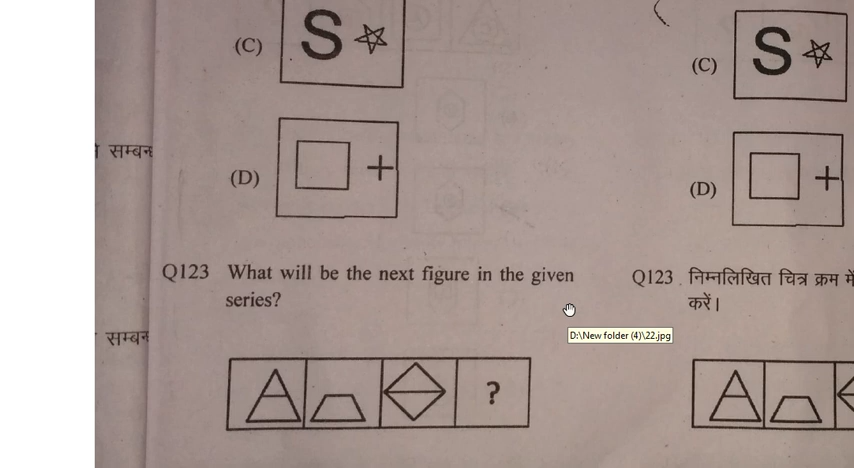 (C) S
(D) +
Q123 What will be the next figure in the given
series?
?
(C) S
(D) +
Q123. निम्नलिखित चित्र क्रम में
करें।
सम्बन्ध
सम्बन्ध
D:\New folder (4)\22.jpg